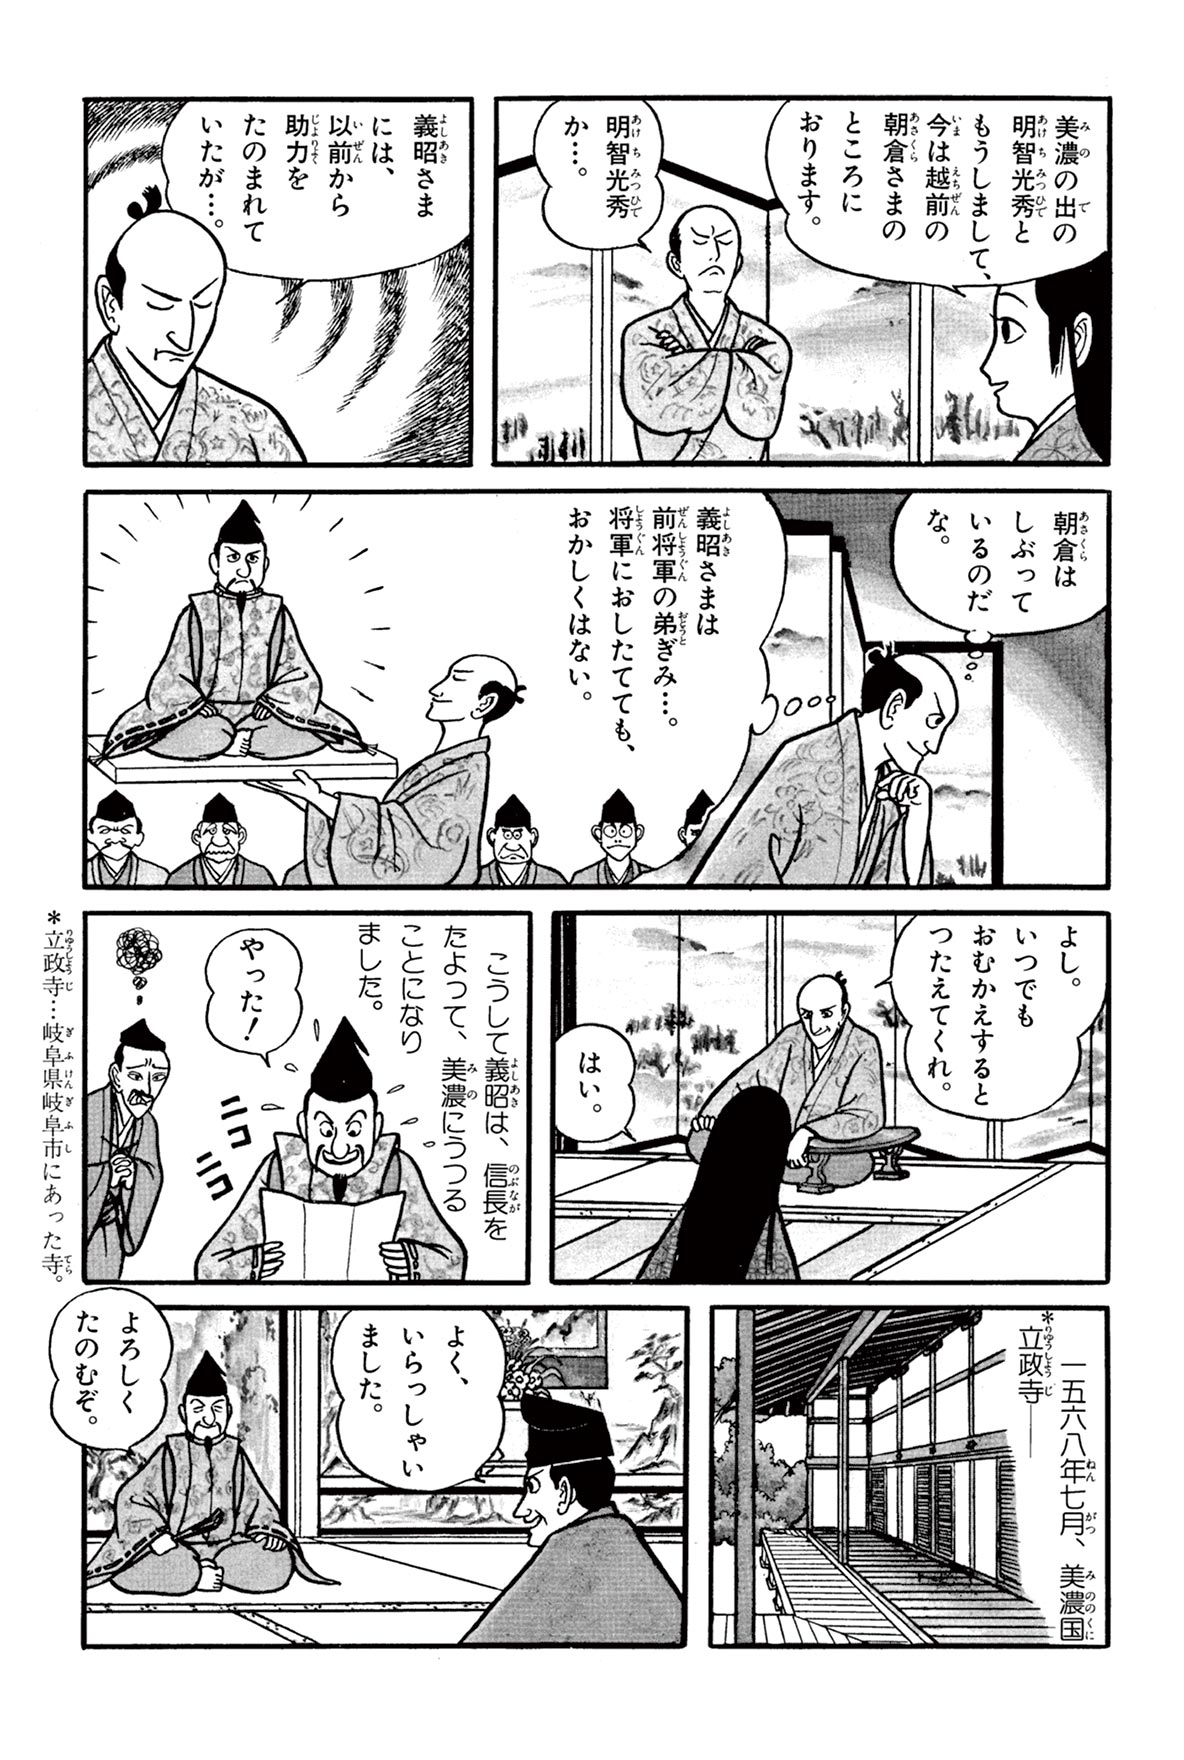 美濃の出の
明智光秀と
もうしまして、
今は越前の
朝倉さまの
ところに
おります。
明智光秀
か…。
義昭さま
には、
以前から
助力を
たのまれて
いたが…。
朝倉は
しぶって
いるのだ
な。
義昭さまは
前将軍の弟ぎみ…。
将軍におしたてても、
おかしくはない。
よし。
いつでも
おむかえすると
つたえてくれ。
はい。
こうして義昭は、信長を
たよって、美濃にうつる
ことになり
ました。
やった!
ニコ
ニコ
*立政寺…岐阜県岐阜市にあった寺。
一五六八年七月、美濃国
*立政寺――
よく、
いらっしゃい
ました。
よろしく
たのむぞ。